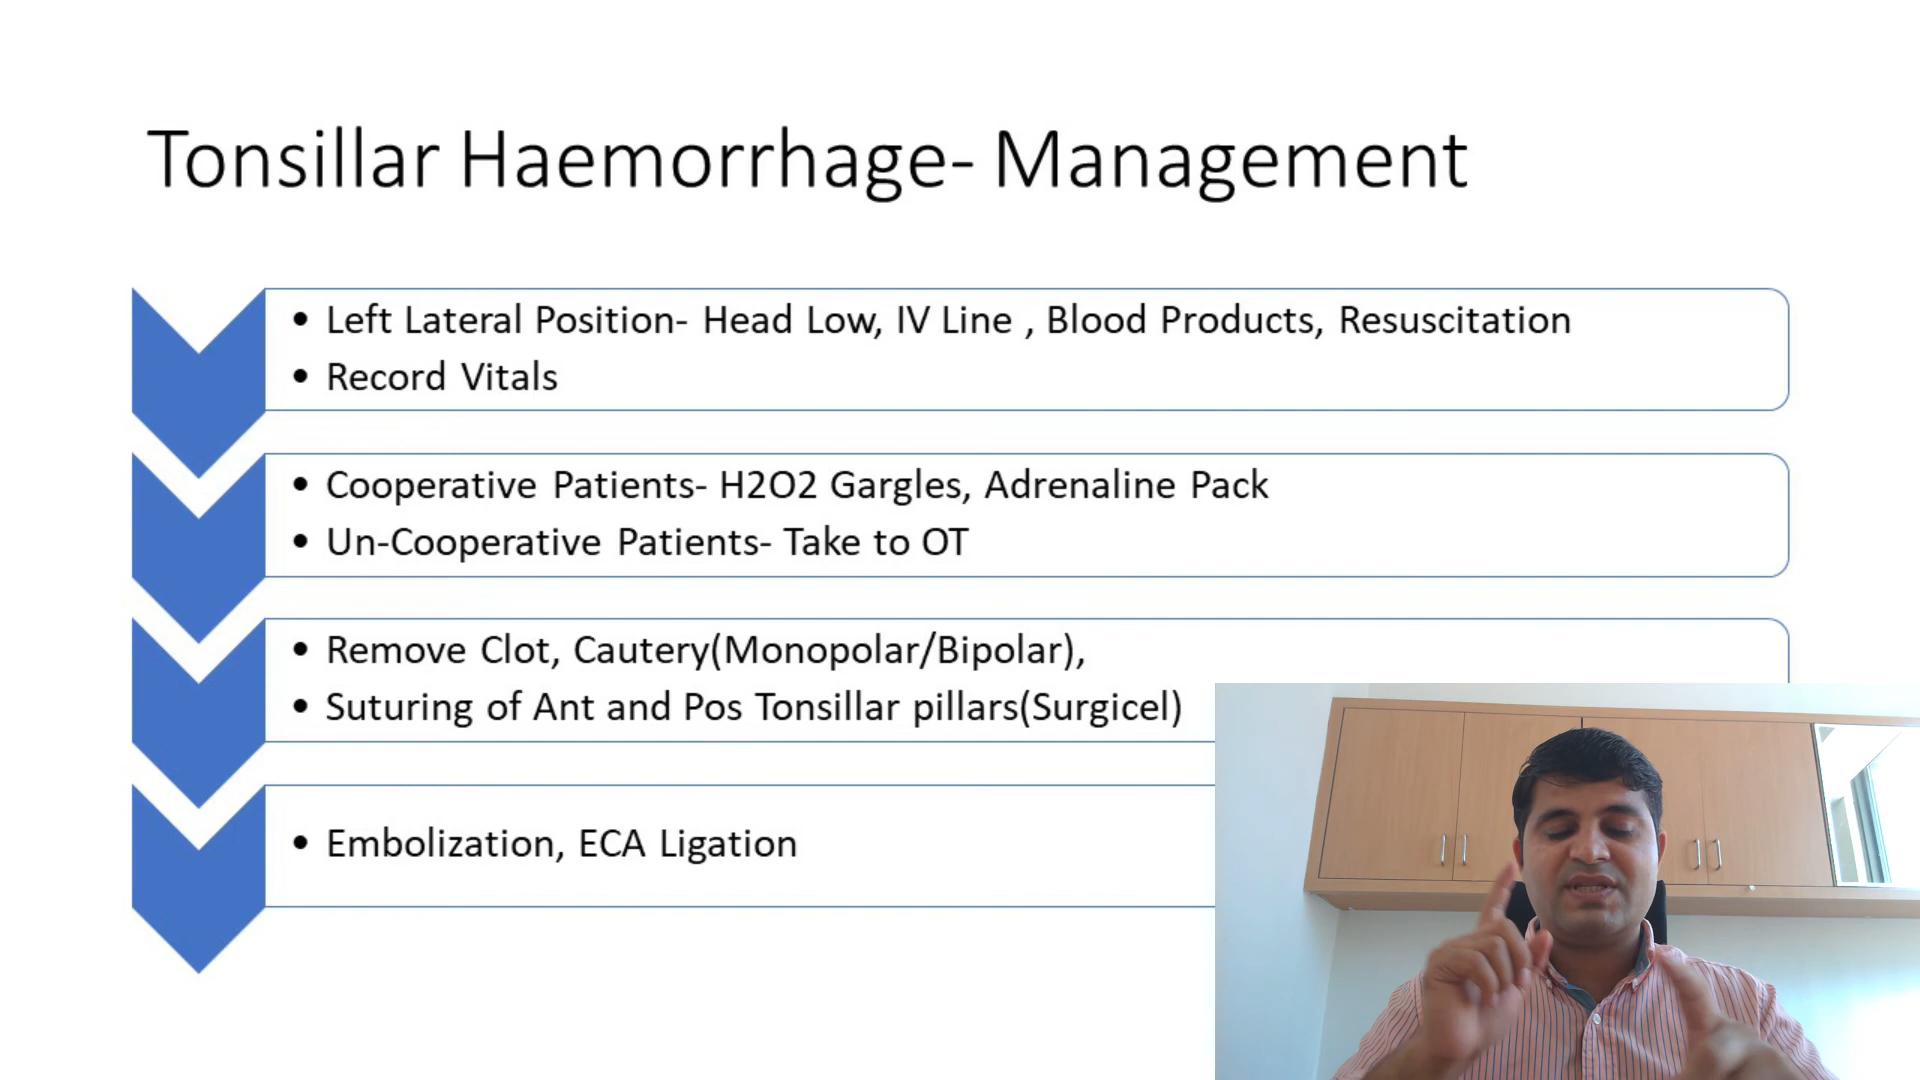 Tonsillar Haemorrhage- Management
• Left Lateral Position- Head Low, IV Line , Blood Products, Resuscitation
• Record Vitals
• Cooperative Patients- H2O2 Gargles, Adrenaline Pack
• Un-Cooperative Patients- Take to OT
• Remove Clot, Cautery(Monopolar/Bipolar),
• Suturing of Ant and Pos Tonsillar pillars(Surgicel)
• Embolization, ECA Ligation